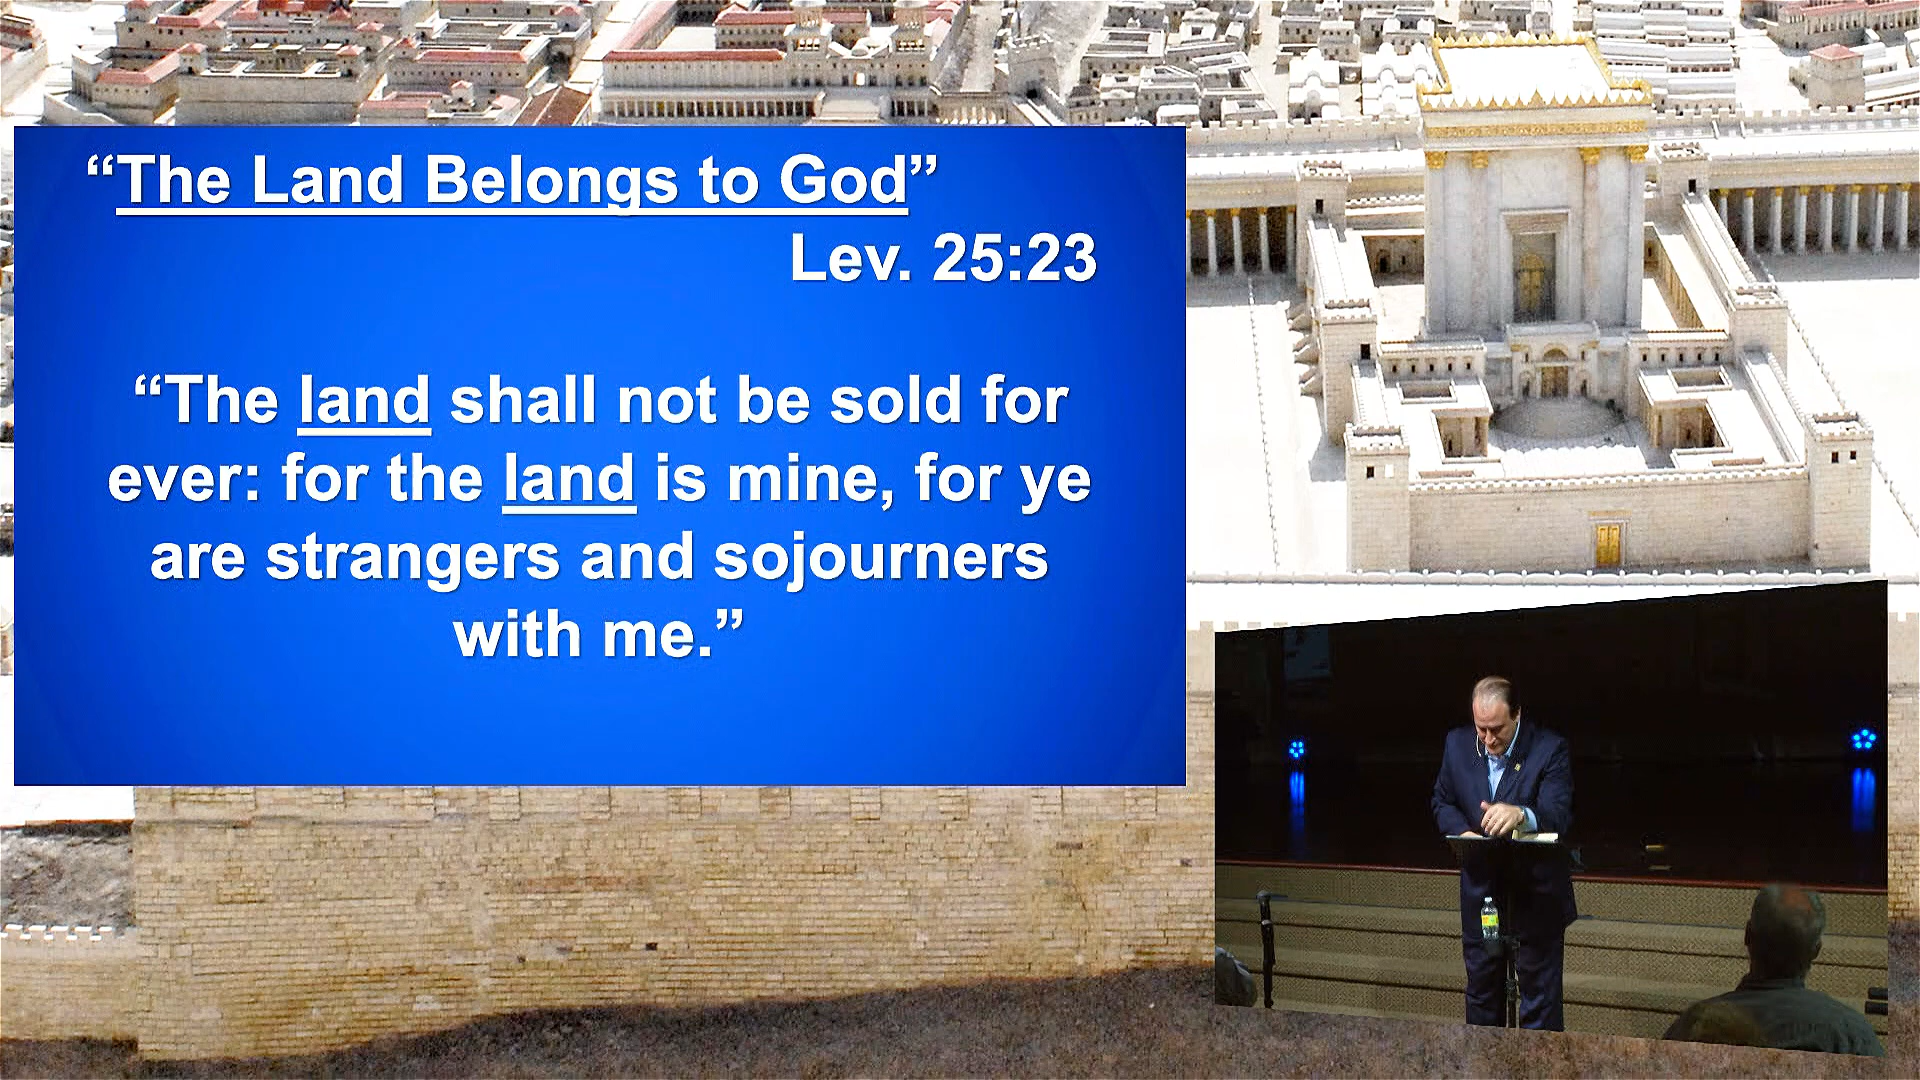 “The Land Belongs to God”
Lev. 25:23
“The land shall not be sold for
ever: for the land is mine, for ye
are strangers and sojourners
with me.”